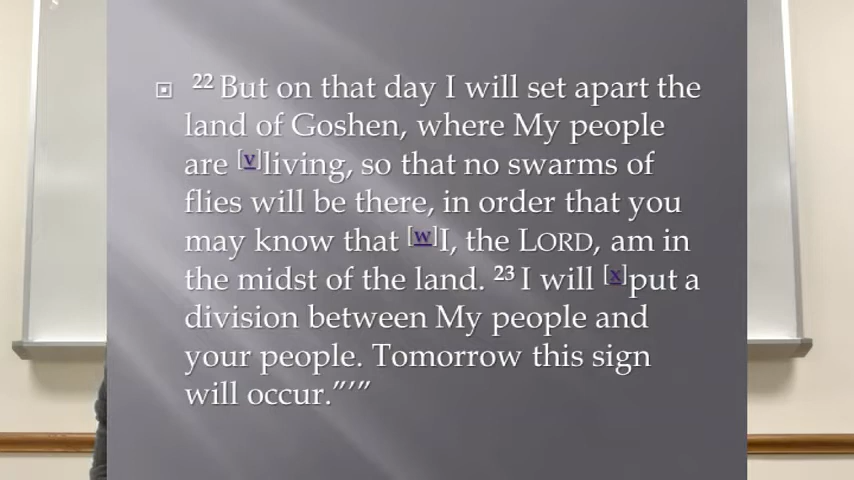 22 But on that day I will set apart the
land of Goshen, where My people
are [v]living, so that no swarms of
flies will be there, in order that you
may know that [w]I, the LORD, am in
the midst of the land. 23 I will [x]put a
division between My people and
your people. Tomorrow this sign
will occur.”’”